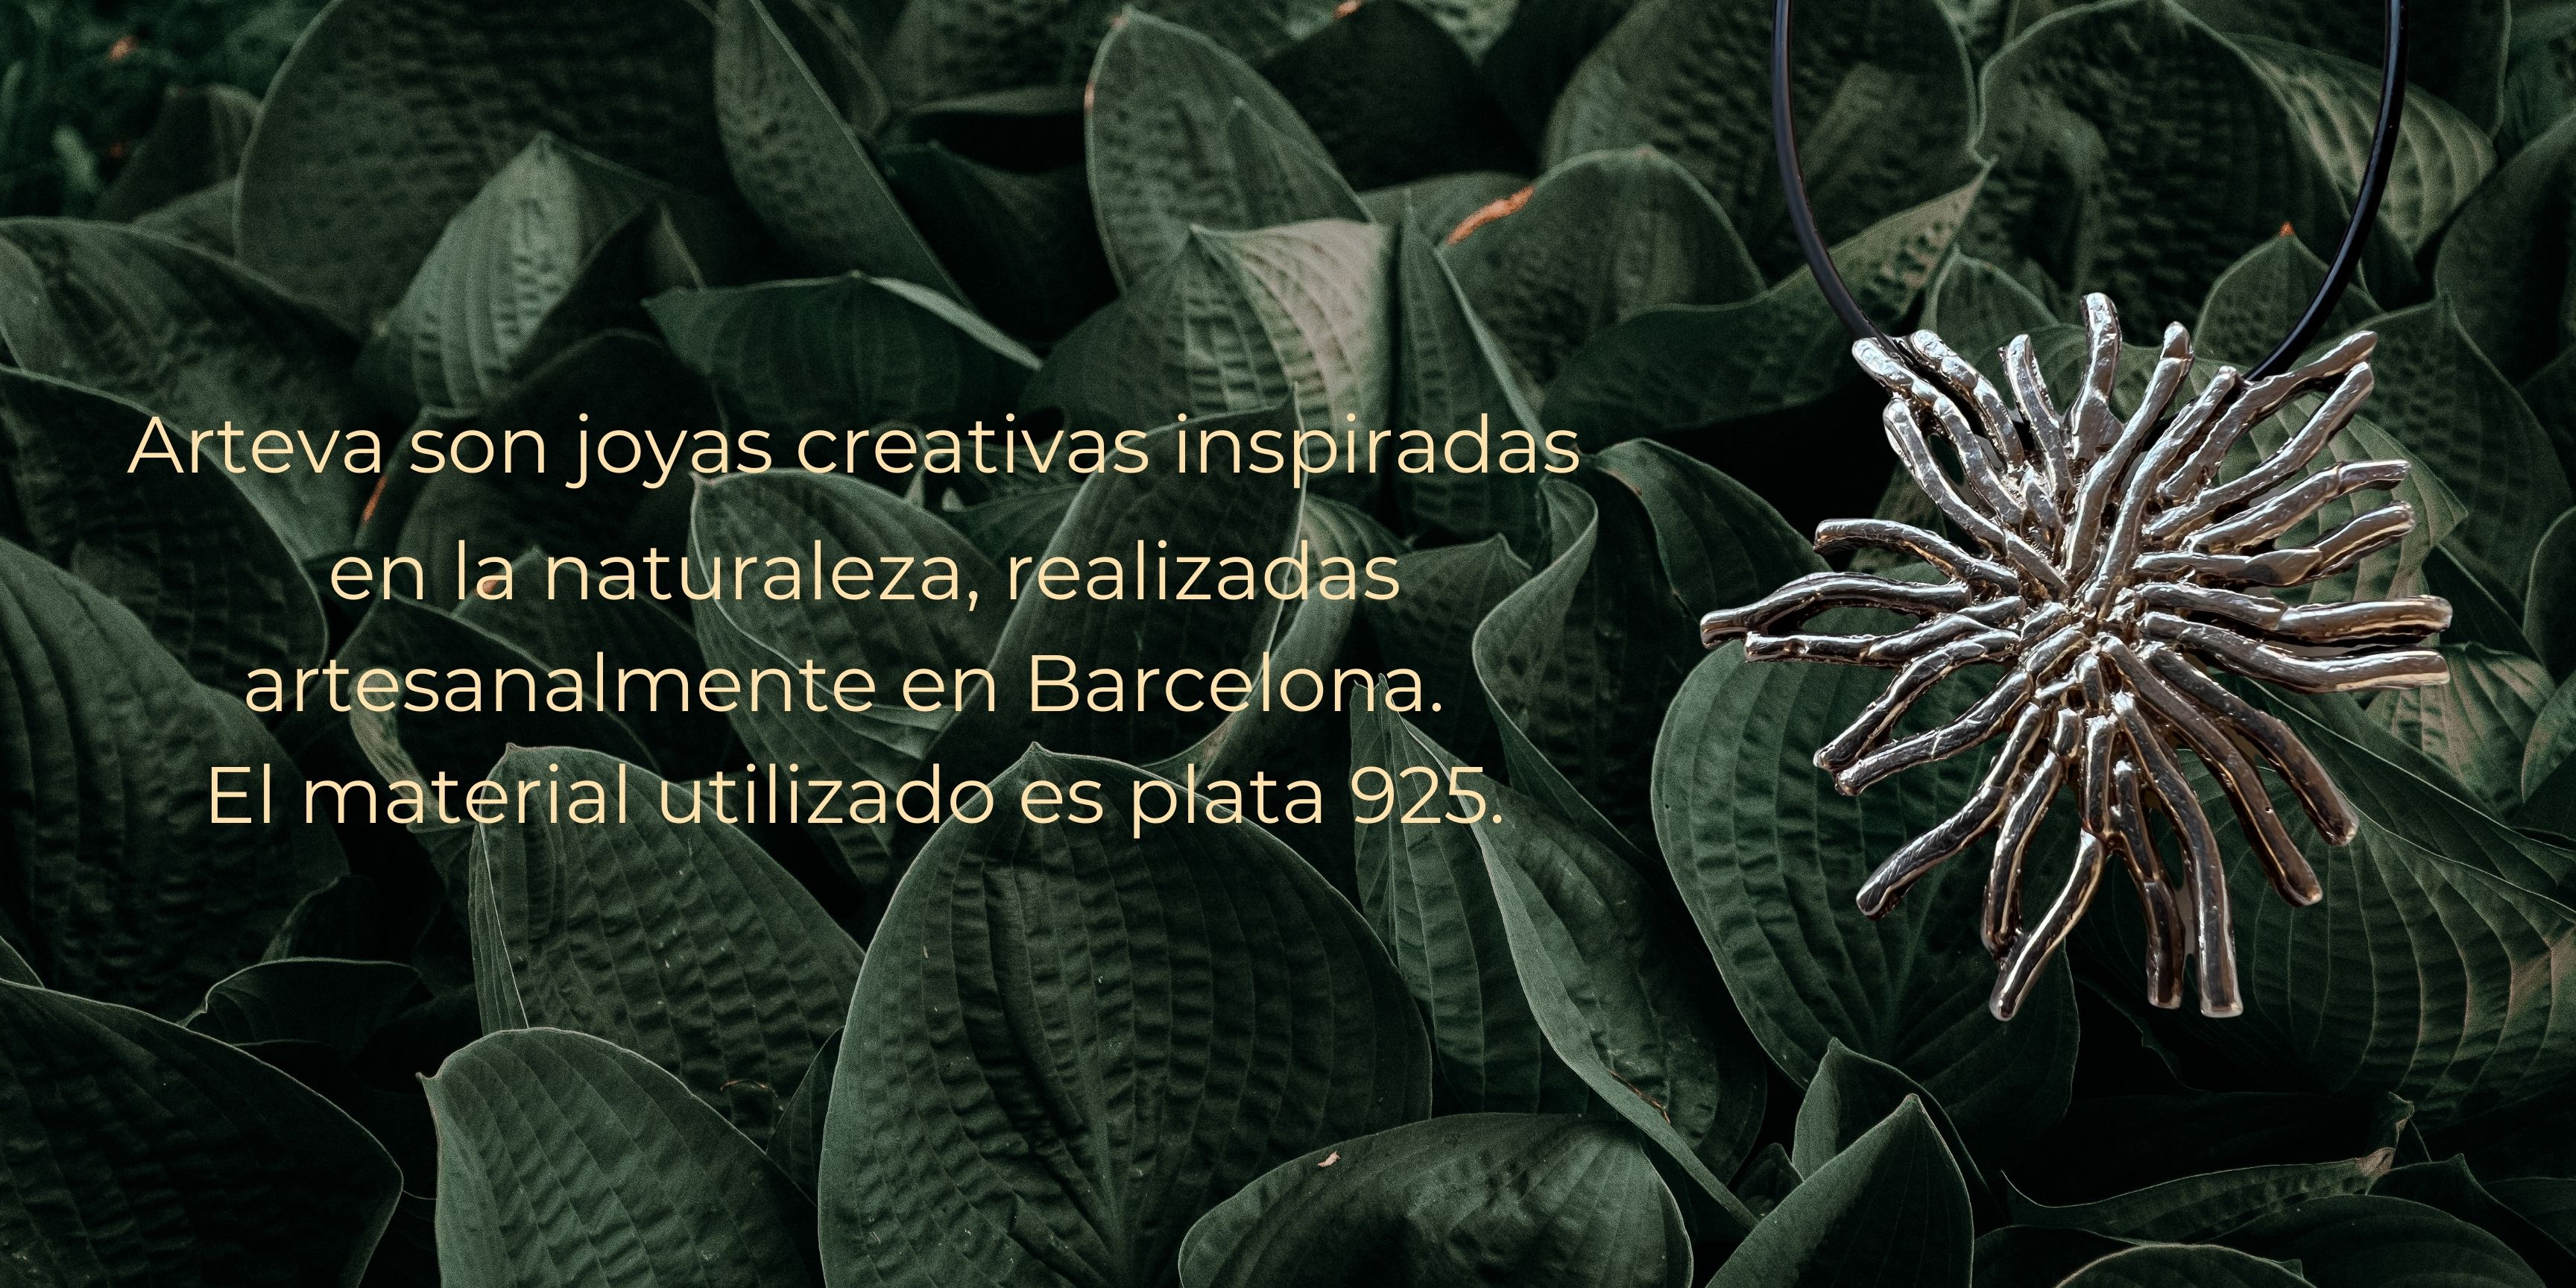 Arteva son joyas creativas inspiradas
en la naturaleza, realizadas
artesanalmente en Barcelona.
El material utilizado es plata 925.